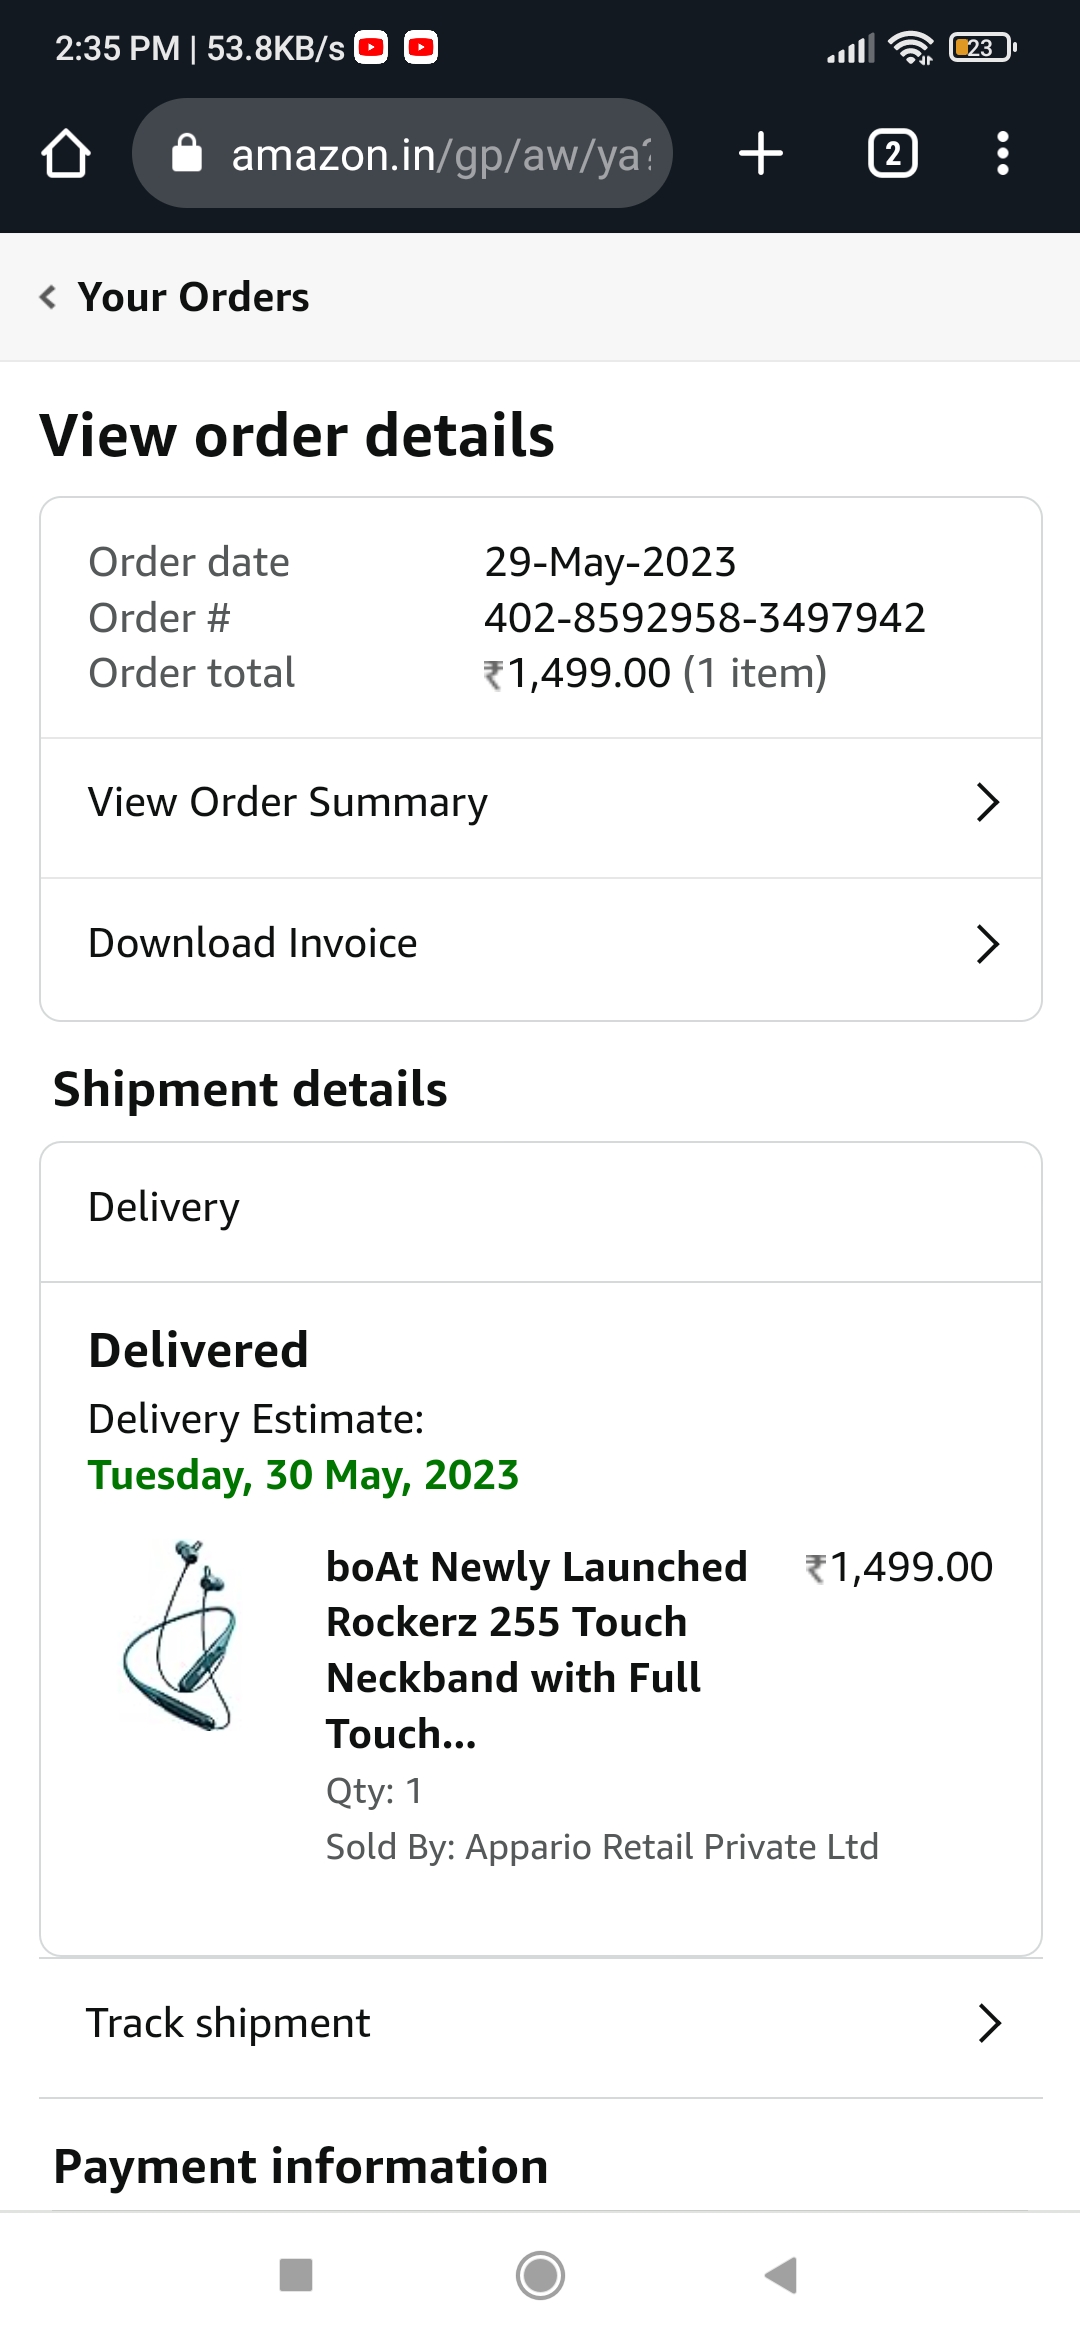 2:35 PM | 53.8KB/s
23
amazon.in/gp/aw/ya?
2
Your Orders
View order details
Order date 29-May-2023
Order # 402-8592958-3497942
Order total ₹1,499.00 (1 item)
View Order Summary
Download Invoice
Shipment details
Delivery
Delivered
Delivery Estimate:
Tuesday, 30 May, 2023
boAt Newly Launched ₹1,499.00
Rockerz 255 Touch
Neckband with Full
Touch...
Qty: 1
Sold By: Appario Retail Private Ltd
Track shipment
Payment information